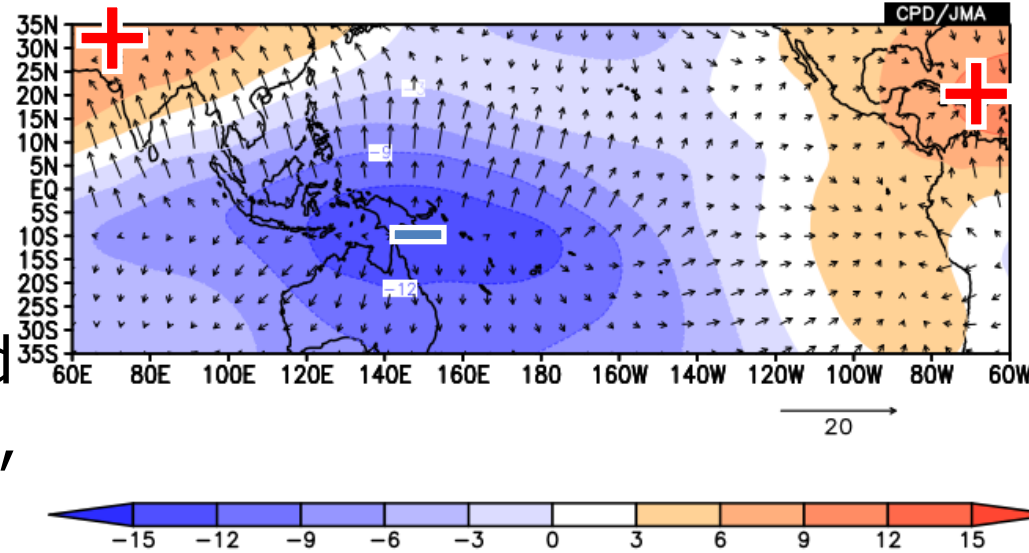 CPD/JMA
35N
30N
25N
20N
15N
10N
5N
EQ
5S
10S
15S
20S
25S
30S
35S
-9
-12
60E 80E 100E 120E 140E 160E 180 160W 140W 120W 100W 80W 60W
20
d
,
-15 -12 -9 -6 -3 0 3 6 9 12 15